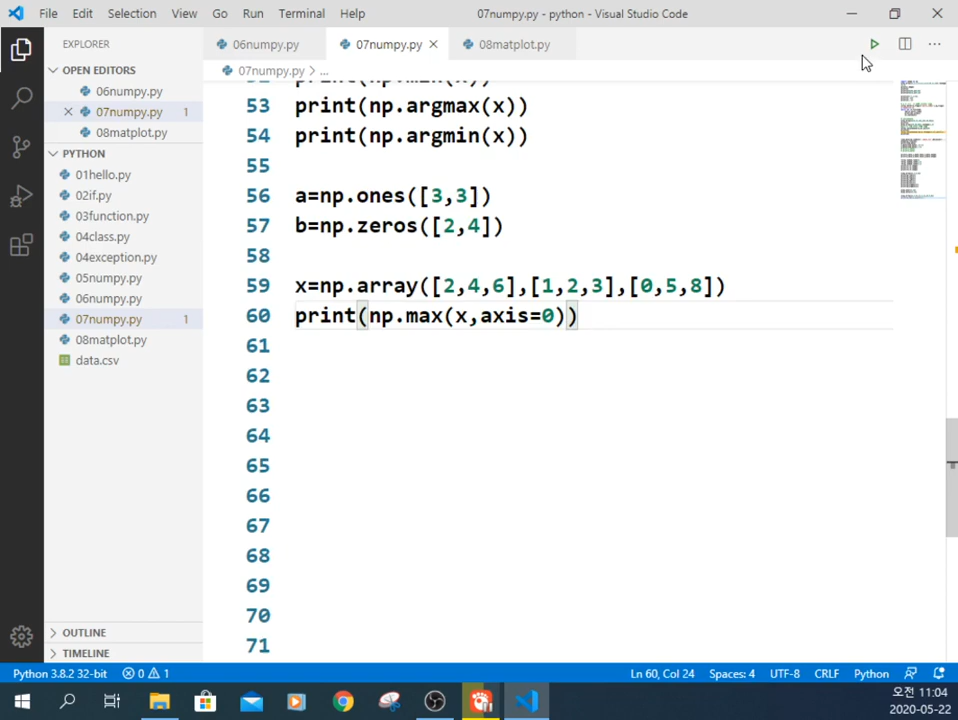 File Edit Selection View Go Run Terminal Help 07numpy.py - python - Visual Studio Code
EXPLORER
OPEN EDITORS
06numpy.py
07numpy.py 1
08matplot.py
PYTHON
01hello.py
02if.py
03function.py
04class.py
04exception.py
05numpy.py
06numpy.py
07numpy.py 1
08matplot.py
data.csv
OUTLINE
TIMELINE
06numpy.py 07numpy.py 08matplot.py
07numpy.py > ...
52 print(np.min(x))
53 print(np.argmax(x))
54 print(np.argmin(x))
55
56 a=np.ones([3,3])
57 b=np.zeros([2,4])
58
59 x=np.array([2,4,6],[1,2,3],[0,5,8])
60 print(np.max(x,axis=0))
61
62
63
64
65
66
67
68
69
70
71
Python 3.8.2 32-bit 0 1 Ln 60, Col 24 Spaces: 4 UTF-8 CRLF Python
오전 11:04
2020-05-22